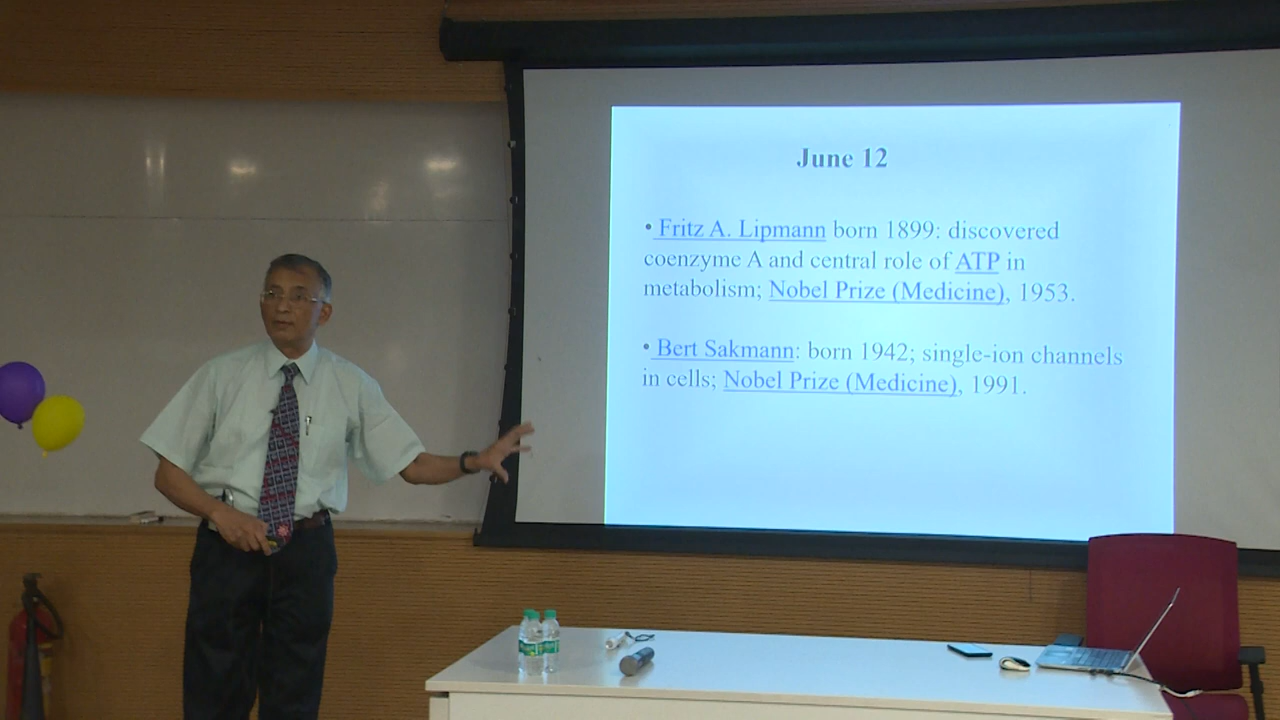 June 12
• Fritz A. Lipmann born 1899: discovered
coenzyme A and central role of ATP in
metabolism; Nobel Prize (Medicine), 1953.
• Bert Sakmann: born 1942; single-ion channels
in cells; Nobel Prize (Medicine), 1991.